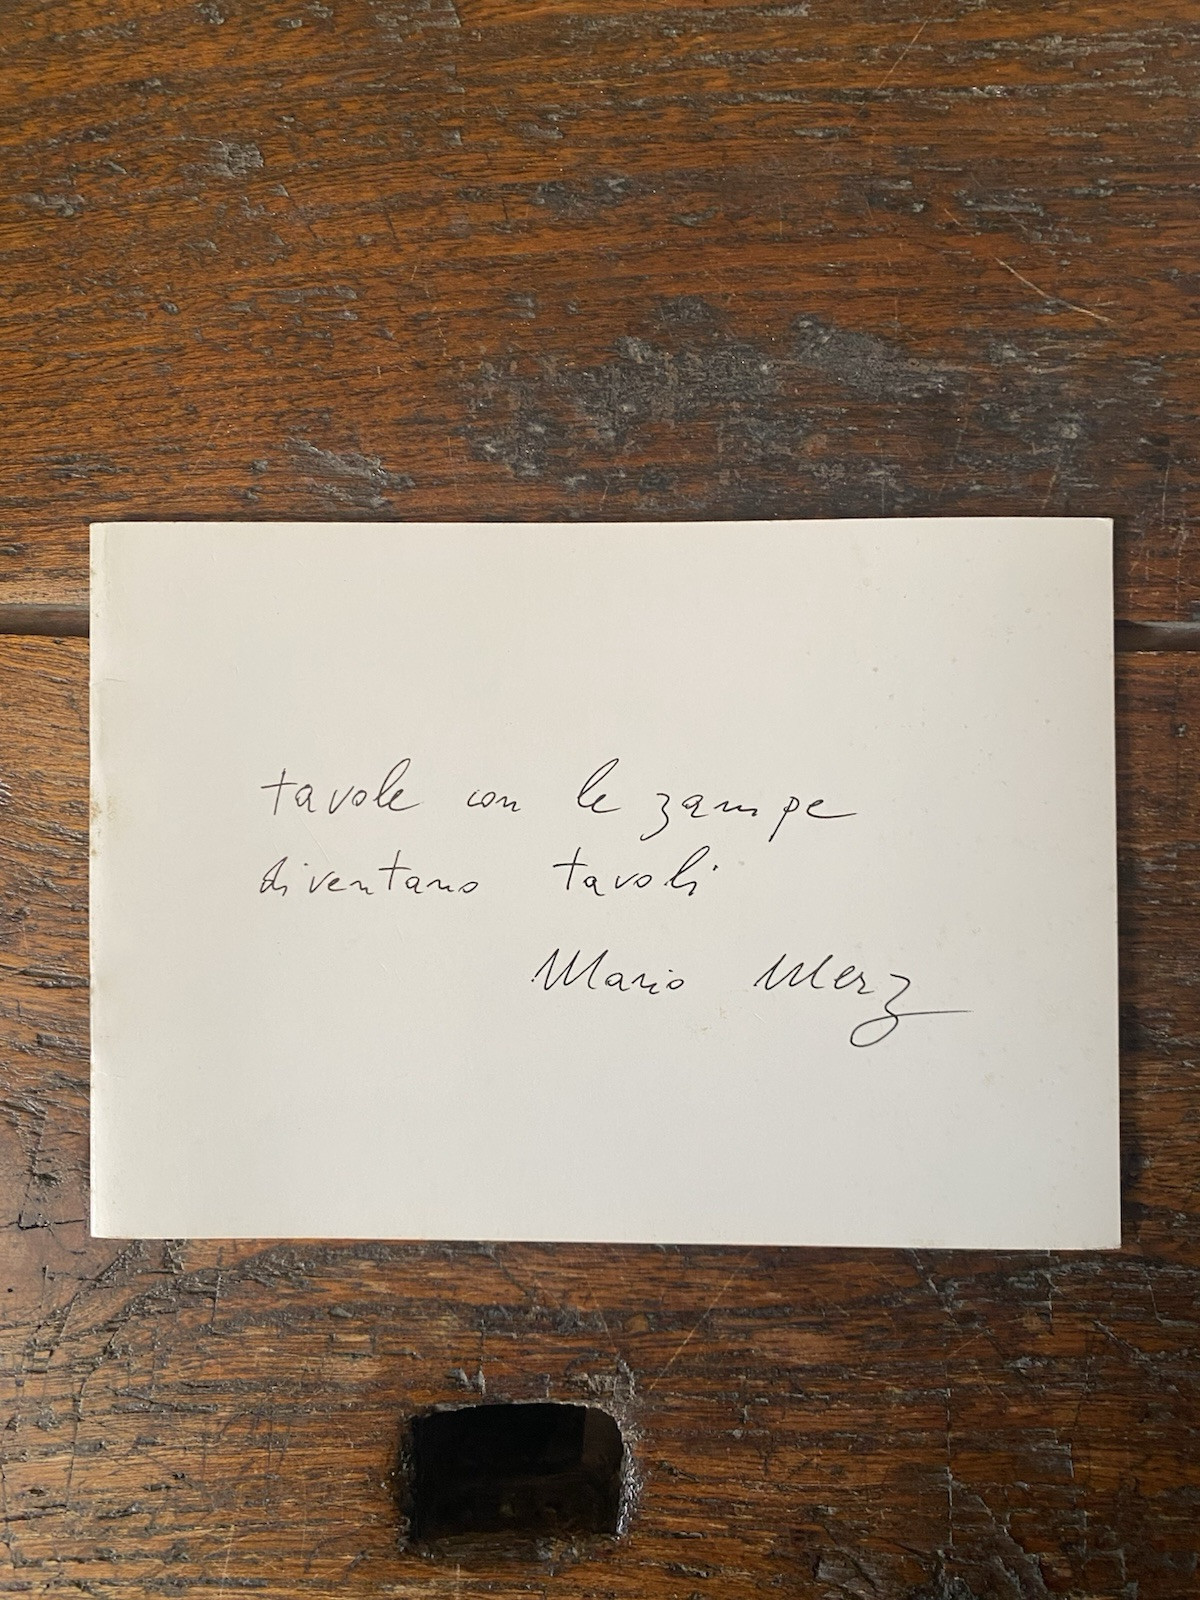 tavole con le zampe
diventano tavoli
Mario Merz